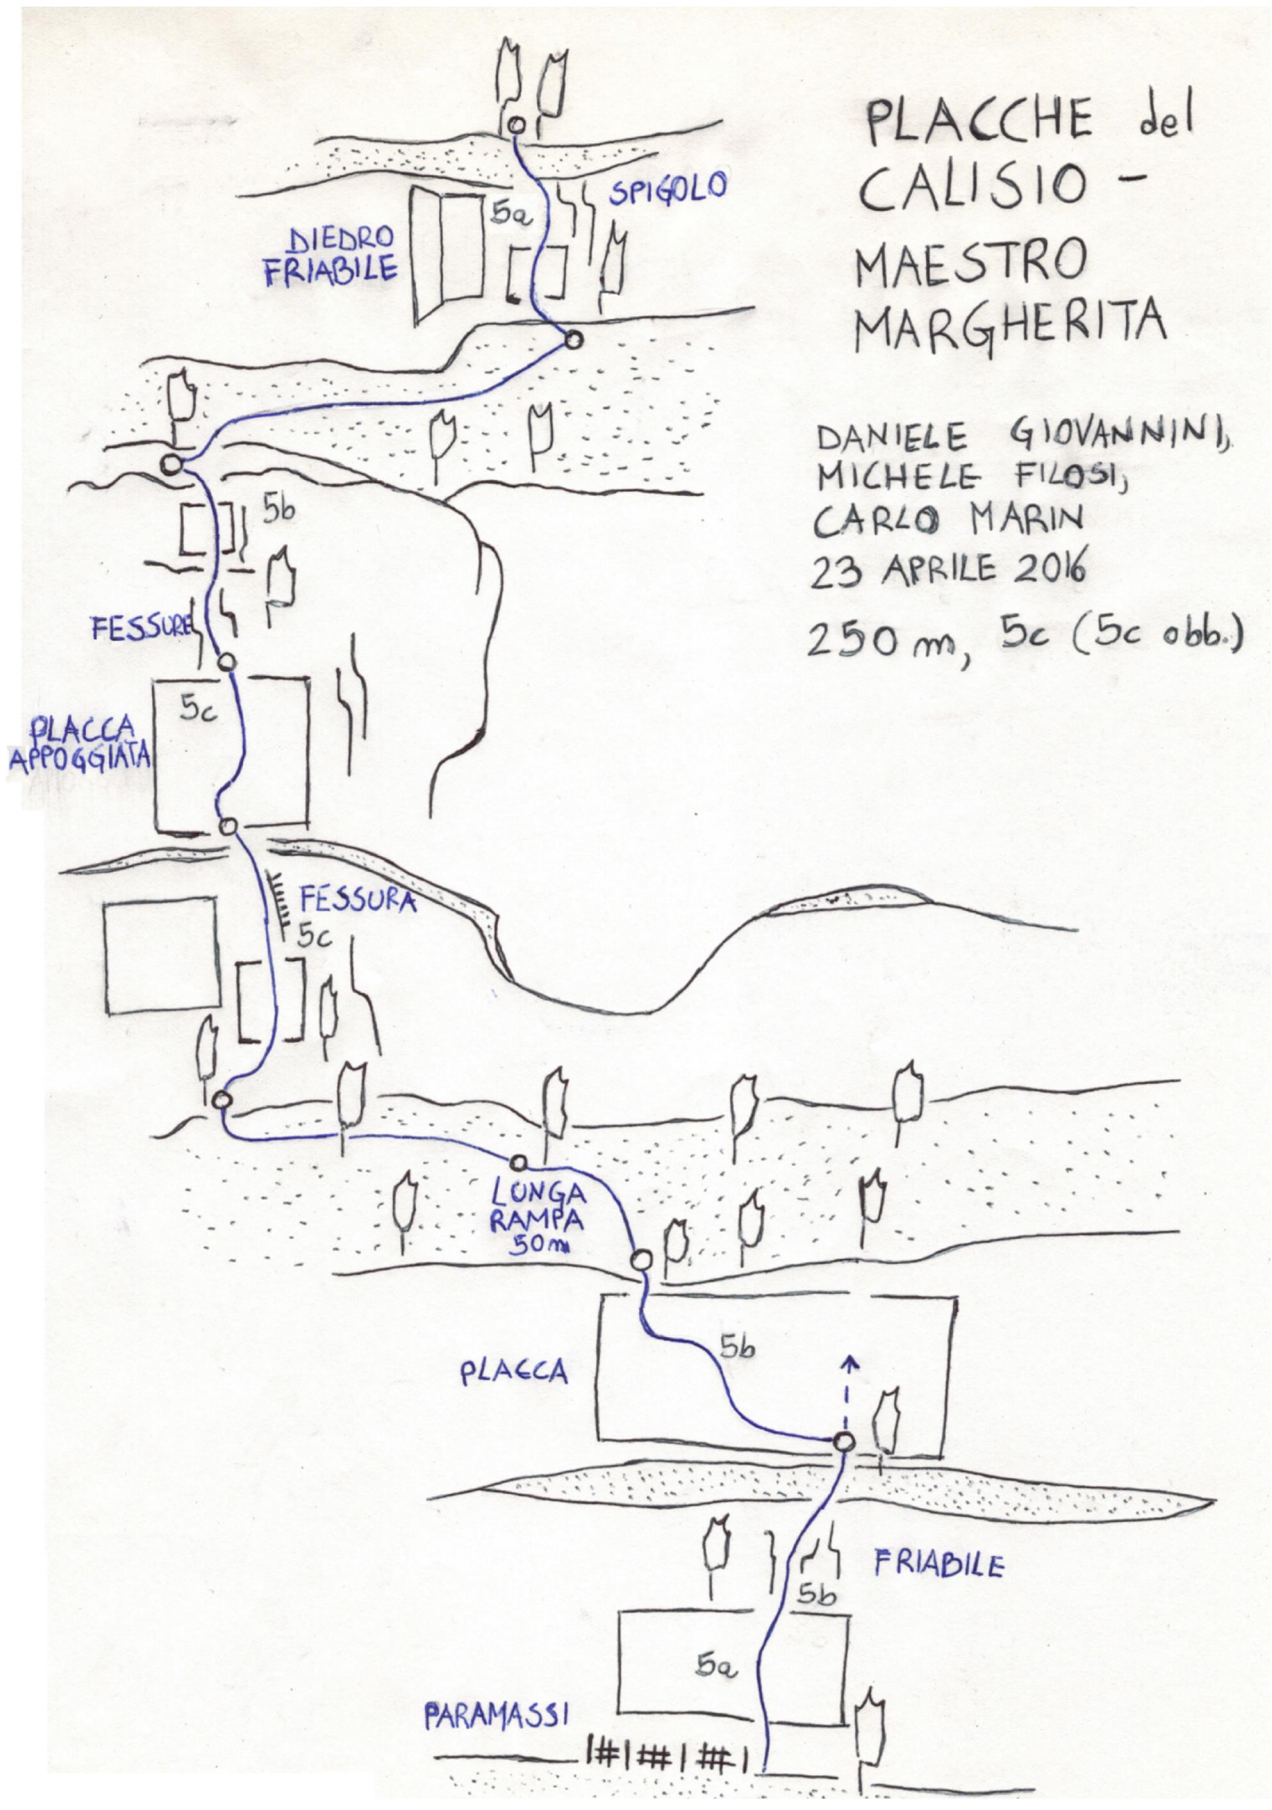 PLACCHE del
CALISIO -
MAESTRO
MARGHERITA
DANIELE GIOVANNINI,
MICHELE FILOSI,
CARLO MARIN
23 APRILE 2016
250 m, 5c (5c obb.)
SPIGOLO
5a
DIEDRO
FRIABILE
5b
FESSURE
5c
PLACCA
APPOGGIATA
FESSURA
5c
LUNGA
RAMPA
50m
5b
PLACCA
FRIABILE
5b
5a
PARAMASSI